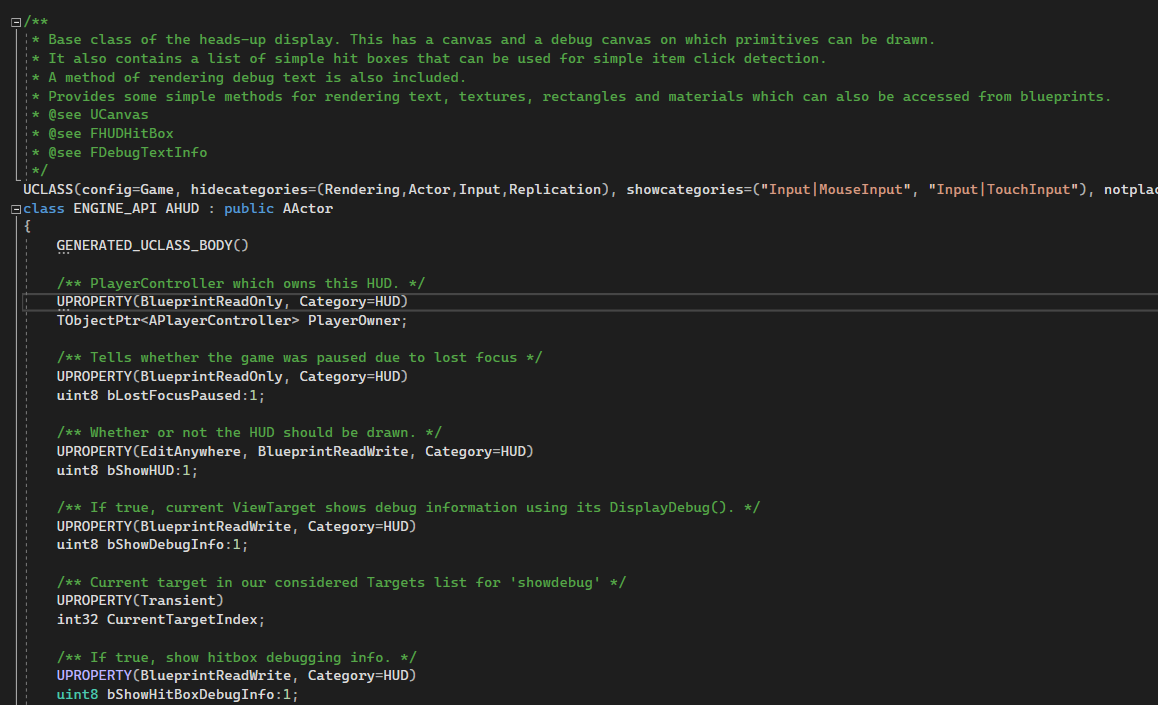 /**
* Base class of the heads-up display. This has a canvas and a debug canvas on which primitives can be drawn.
* It also contains a list of simple hit boxes that can be used for simple item click detection.
* A method of rendering debug text is also included.
* Provides some simple methods for rendering text, textures, rectangles and materials which can also be accessed from blueprints.
* @see UCanvas
* @see FHUDHitBox
* @see FDebugTextInfo
*/
UCLASS(config=Game, hidecategories=(Rendering,Actor,Input,Replication), showcategories=("Input|MouseInput", "Input|TouchInput"), notplac
class ENGINE_API AHUD : public AActor
{
GENERATED_UCLASS_BODY()
/** PlayerController which owns this HUD. */
UPROPERTY(BlueprintReadOnly, Category=HUD)
TObjectPtr<APlayerController> PlayerOwner;
/** Tells whether the game was paused due to lost focus */
UPROPERTY(BlueprintReadOnly, Category=HUD)
uint8 bLostFocusPaused:1;
/** Whether or not the HUD should be drawn. */
UPROPERTY(EditAnywhere, BlueprintReadWrite, Category=HUD)
uint8 bShowHUD:1;
/** If true, current ViewTarget shows debug information using its DisplayDebug(). */
UPROPERTY(BlueprintReadWrite, Category=HUD)
uint8 bShowDebugInfo:1;
/** Current target in our considered Targets list for 'showdebug' */
UPROPERTY(Transient)
int32 CurrentTargetIndex;
/** If true, show hitbox debugging info. */
UPROPERTY(BlueprintReadWrite, Category=HUD)
uint8 bShowHitBoxDebugInfo:1;